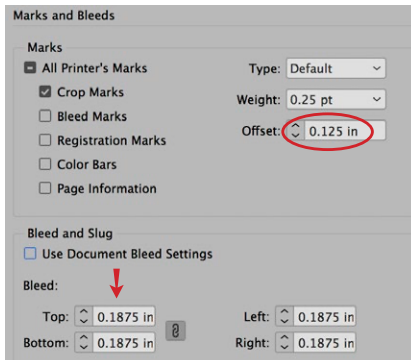 Marks and Bleeds
Marks
All Printer's Marks
Type: Default
Crop Marks
Weight: 0.25 pt
Bleed Marks
Offset: 0.125 in
Registration Marks
Color Bars
Page Information
Bleed and Slug
Use Document Bleed Settings
Bleed:
Top: 0.1875 in Left: 0.1875 in
Bottom: 0.1875 in Right: 0.1875 in